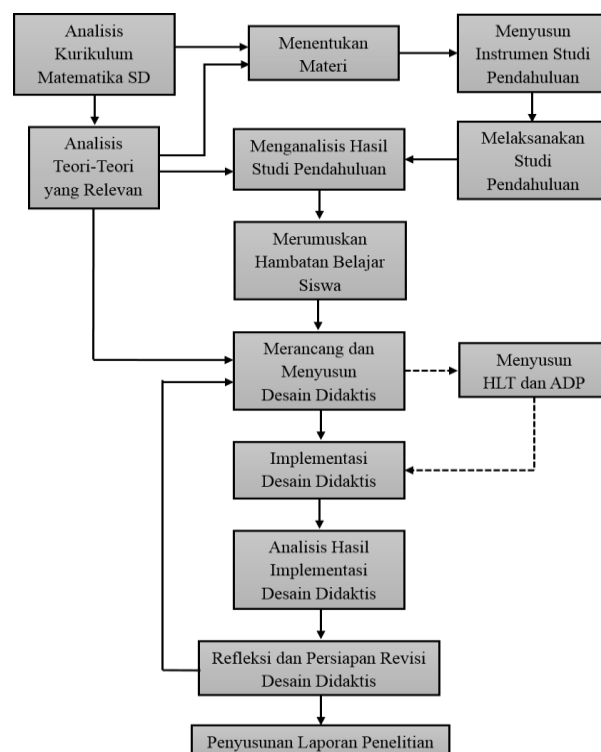 Analisis
Kurikulum
Matematika SD
Menentukan
Materi
Menyusun
Instrumen Studi
Pendahuluan
Analisis
Teori-Teori
yang Relevan
Menganalisis Hasil
Studi Pendahuluan
Melaksanakan
Studi
Pendahuluan
Merumuskan
Hambatan Belajar
Siswa
Merancang dan
Menyusun
Desain Didaktis
Menyusun
HLT dan ADP
Implementasi
Desain Didaktis
Analisis Hasil
Implementasi
Desain Didaktis
Refleksi dan Persiapan Revisi
Desain Didaktis
Penyusunan Laporan Penelitian